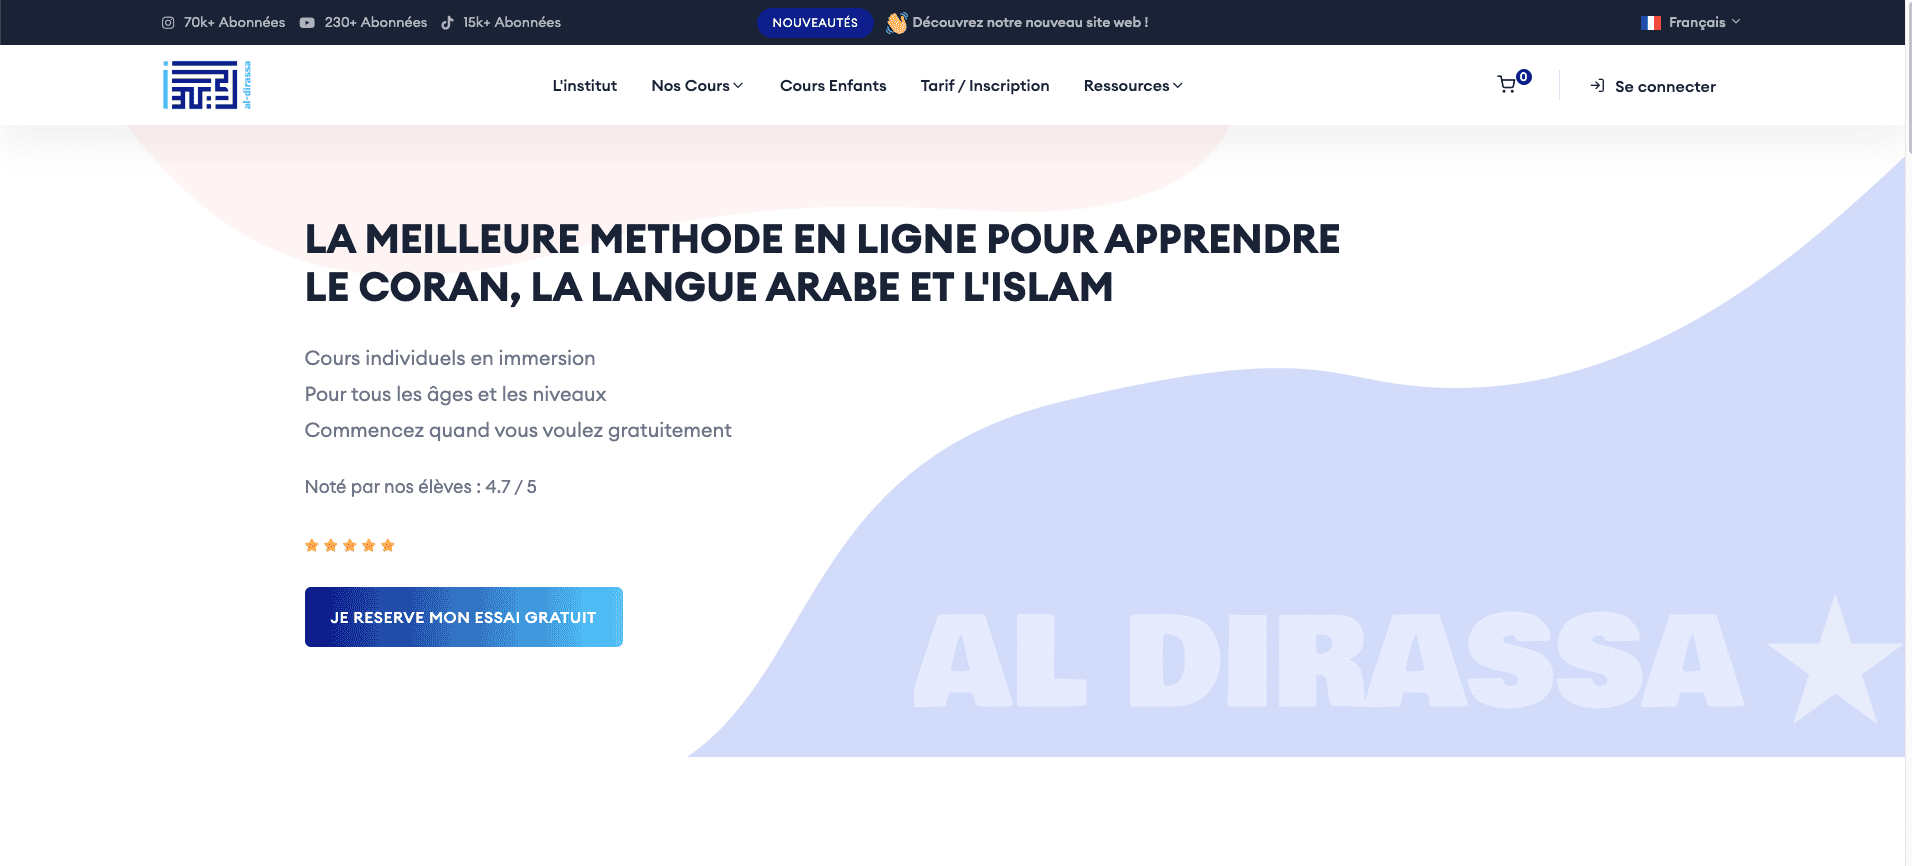 70k+ Abonnées 230+ Abonnées 15k+ Abonnées NOUVEAUTÉS Découvrez notre nouveau site web ! Français
al-dirassa
L'institut Nos Cours Cours Enfants Tarif / Inscription Ressources 0 Se connecter
LA MEILLEURE METHODE EN LIGNE POUR APPRENDRE
LE CORAN, LA LANGUE ARABE ET L'ISLAM
Cours individuels en immersion
Pour tous les âges et les niveaux
Commencez quand vous voulez gratuitement
Noté par nos élèves : 4.7 / 5
JE RESERVE MON ESSAI GRATUIT
AL DIRASSA